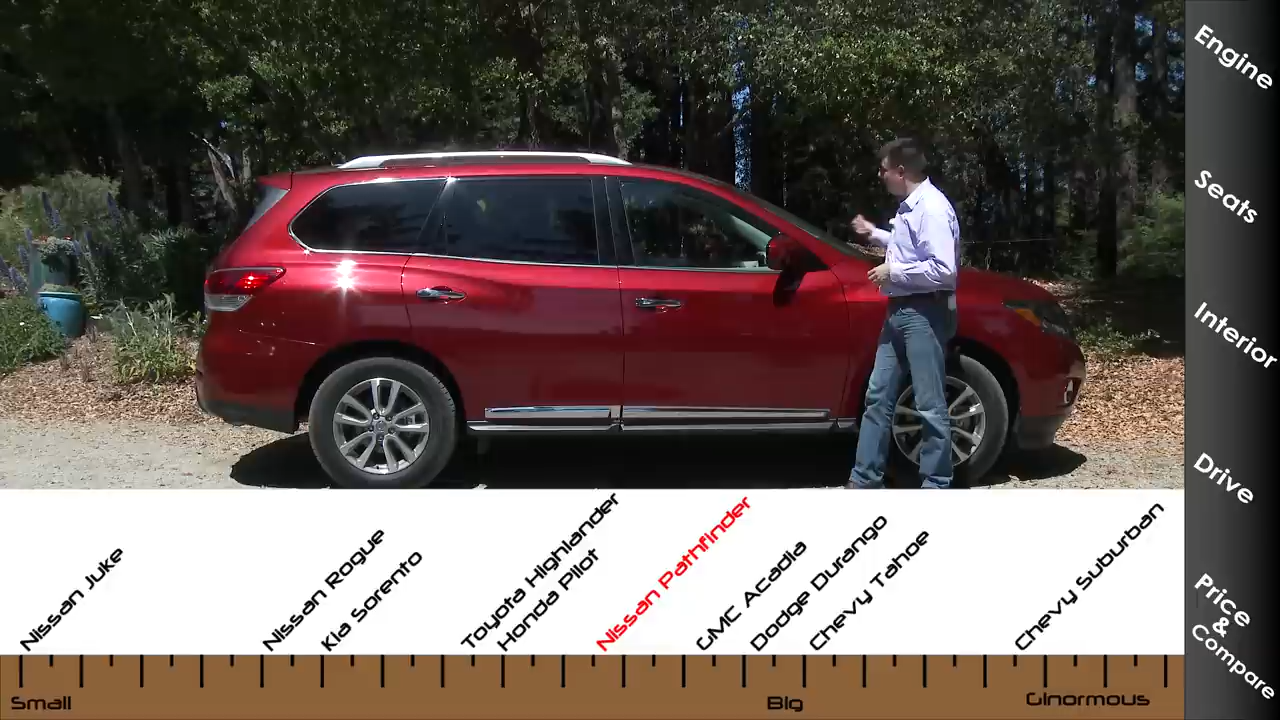 Engine
Seats
Interior
Drive
Price
&
Compare
Nissan Juke
Nissan Rogue
Kia Sorento
Toyota Highlander
Honda Pilot
Nissan Pathfinder
GMC Acadia
Dodge Durango
Chevy Tahoe
Chevy Suburban
Small
Big
Ginormous